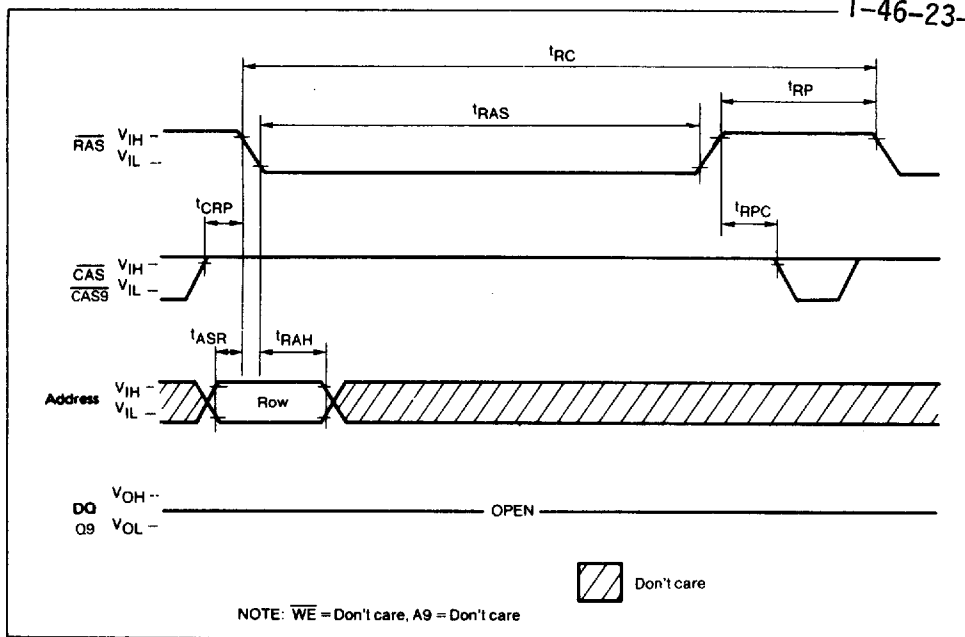 T-46-23-
tRC
tRP
tRAS
RAS VIH
VIL
tCRP
tRPC
CAS VIH
CAS9 VIL
tASR
tRAH
Address VIH
VIL
Row
DQ VOH
Q9 VOL
OPEN
Don't care
NOTE: WE = Don't care, A9 = Don't care